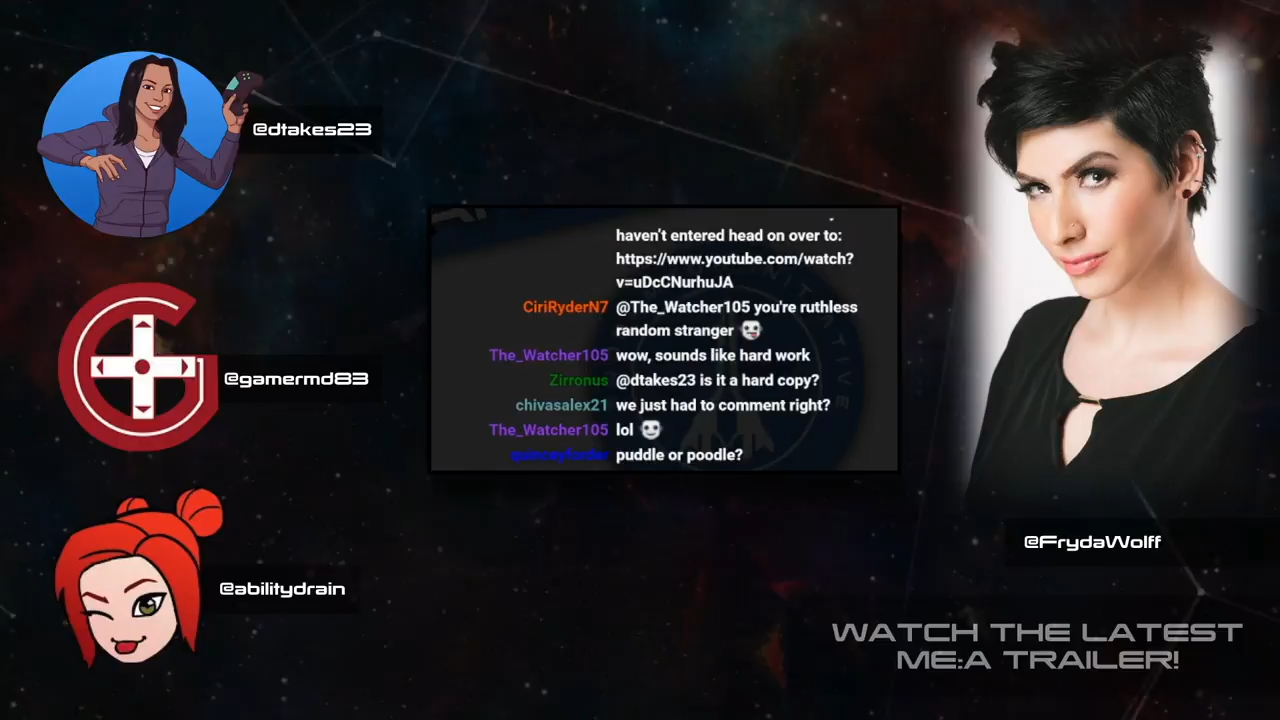 @dtakes23
@gamermd83
@abilitydrain
haven't entered head on over to:
https://www.youtube.com/watch?
v=uDcCNurhuJA
CiriRyderN7 @The_Watcher105 you're ruthless
random stranger
The_Watcher105 wow, sounds like hard work
Zirronus @dtakes23 is it a hard copy?
chivasalex21 we just had to comment right?
The_Watcher105 lol
puddle or poodle?
@FrydaWolff
WATCH THE LATEST
ME:A TRAILER!